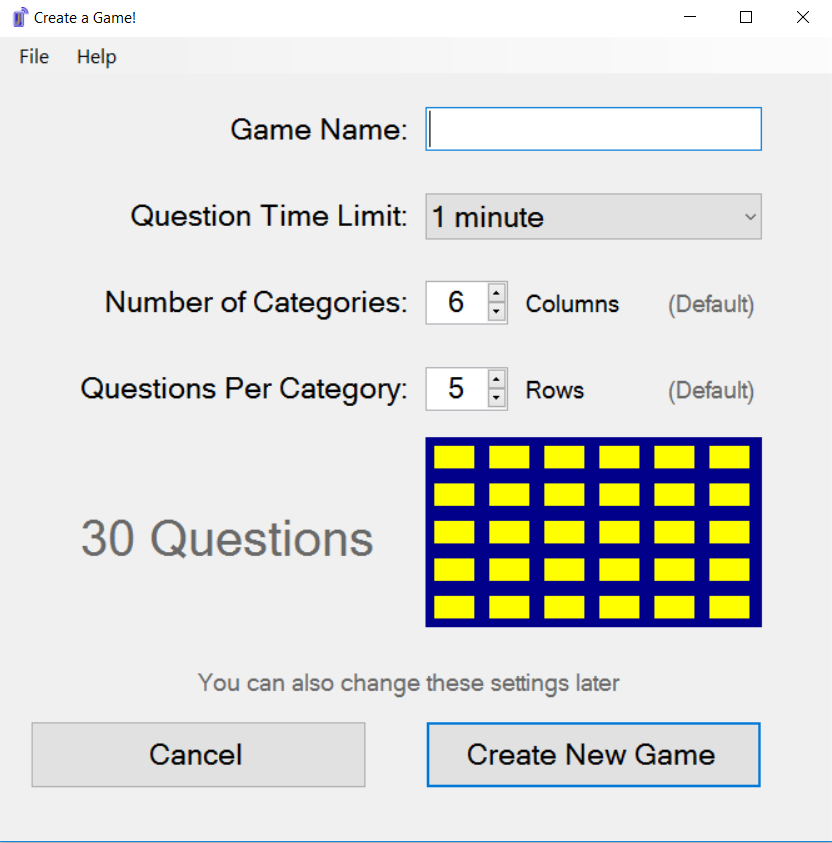 Create a Game!
File Help
Game Name:
Question Time Limit: 1 minute
Number of Categories: 6 Columns (Default)
Questions Per Category: 5 Rows (Default)
30 Questions
You can also change these settings later
Cancel Create New Game